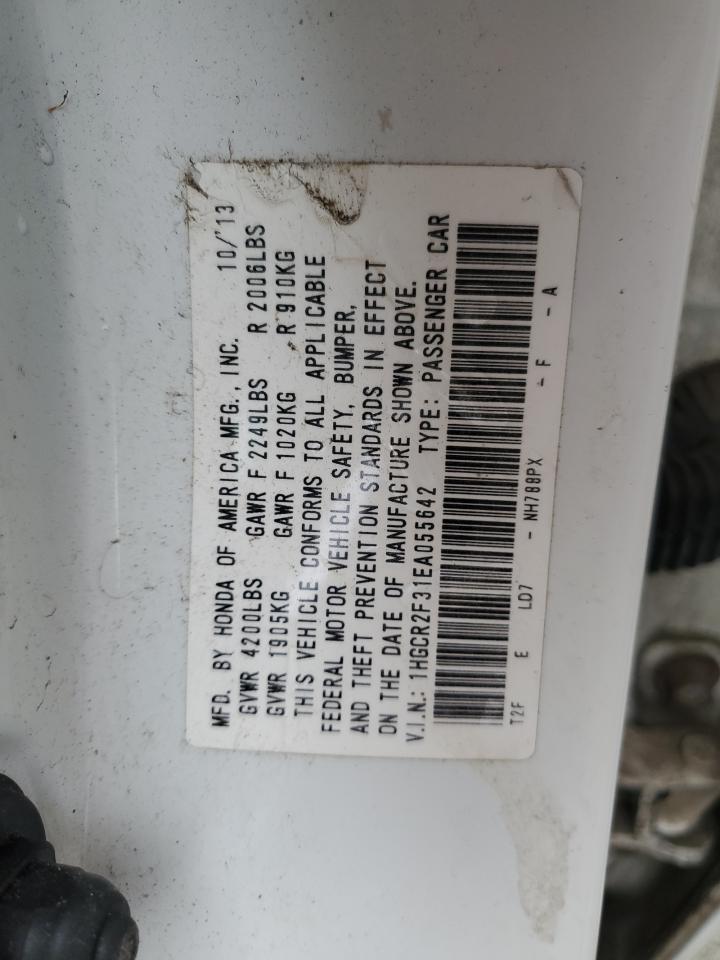 MFD. BY HONDA OF AMERICA MFG., INC. 10/'13
GVWR 4200LBS GAWR F 2249LBS R 2006LBS
GVWR 1905KG GAWR F 1020KG R 910KG
THIS VEHICLE CONFORMS TO ALL APPLICABLE
FEDERAL MOTOR VEHICLE SAFETY, BUMPER,
AND THEFT PREVENTION STANDARDS IN EFFECT
ON THE DATE OF MANUFACTURE SHOWN ABOVE.
V.I.N.: 1HGCR2F31EA055642 TYPE: PASSENGER CAR
T2F E LD7 - NH788PX - F - A